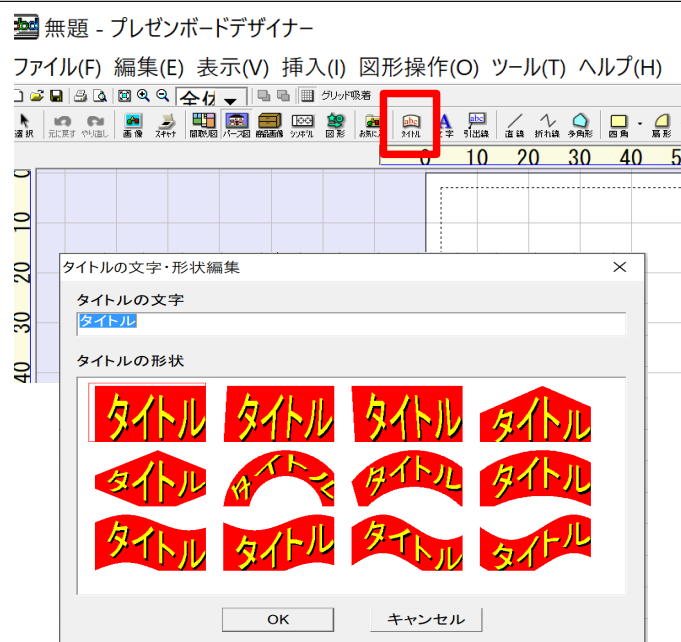 無題 - プレゼンボードデザイナー
ファイル(F) 編集(E) 表示(V) 挿入(I) 図形操作(O) ツール(T) ヘルプ(H)
全体 グリッド吸着
選択 元に戻す やり直し 画像 スキャナ 間取り図 パース図 商品画像 シンボル 図形 お気に入 タイトル 文字 引出線 直線 折れ線 多角形 四角 扇形
0 10 20 30 40 5
0
10
20
30
40
タイトルの文字・形状編集
タイトルの文字
タイトル
タイトルの形状
タイトル タイトル タイトル タイトル
タイトル タイトル タイトル タイトル
タイトル タイトル タイトル タイトル
OK キャンセル